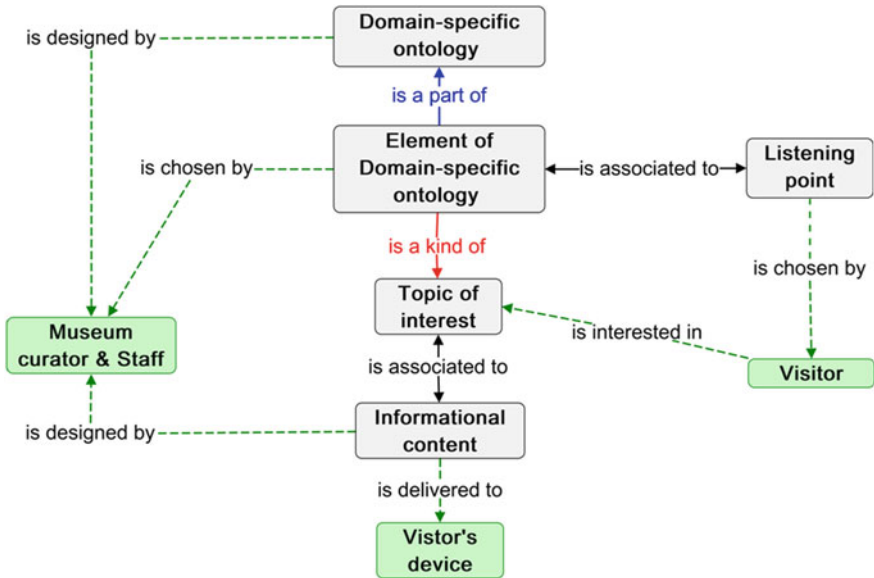 Domain-specific
ontology
is designed by
is a part of
Element of
Domain-specific
ontology
is chosen by
is associated to
Listening
point
is a kind of
is chosen by
Topic of
interest
is interested in
Museum
curator & Staff
is associated to
Visitor
Informational
content
is designed by
is delivered to
Vistor's
device